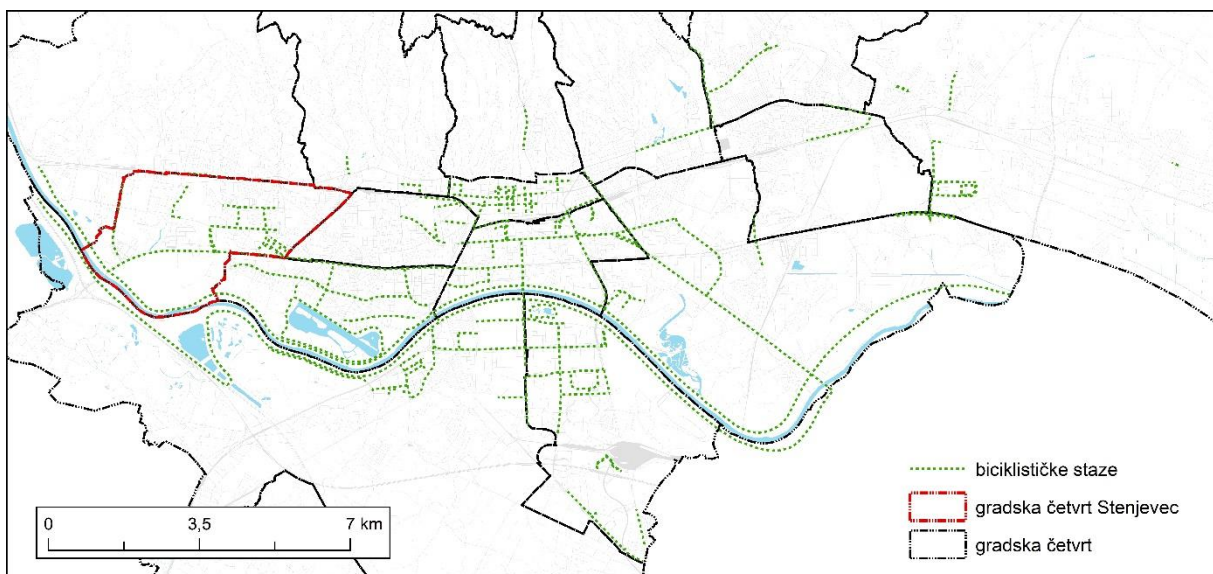 biciklističke staze
gradska četvrt Stenjevec
gradska četvrt
0 3,5 7 km